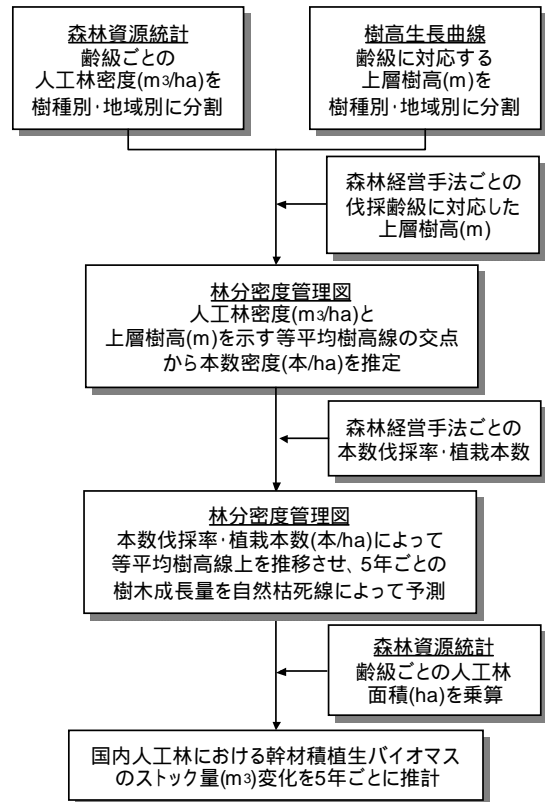 森林資源統計
齢級ごとの
人工林密度(m3/ha)を
樹種別･地域別に分割
樹高生長曲線
齢級に対応する
上層樹高(m)を
樹種別･地域別に分割
森林経営手法ごとの
伐採齢級に対応した
上層樹高(m)
林分密度管理図
人工林密度(m3/ha)と
上層樹高(m)を示す等平均樹高線の交点
から本数密度(本/ha)を推定
森林経営手法ごとの
本数伐採率･植栽本数
林分密度管理図
本数伐採率･植栽本数(本/ha)によって
等平均樹高線上を推移させ、5年ごとの
樹木成長量を自然枯死線によって予測
森林資源統計
齢級ごとの人工林
面積(ha)を乗算
国内人工林における幹材積植生バイオマス
のストック量(m3)変化を5年ごとに推計